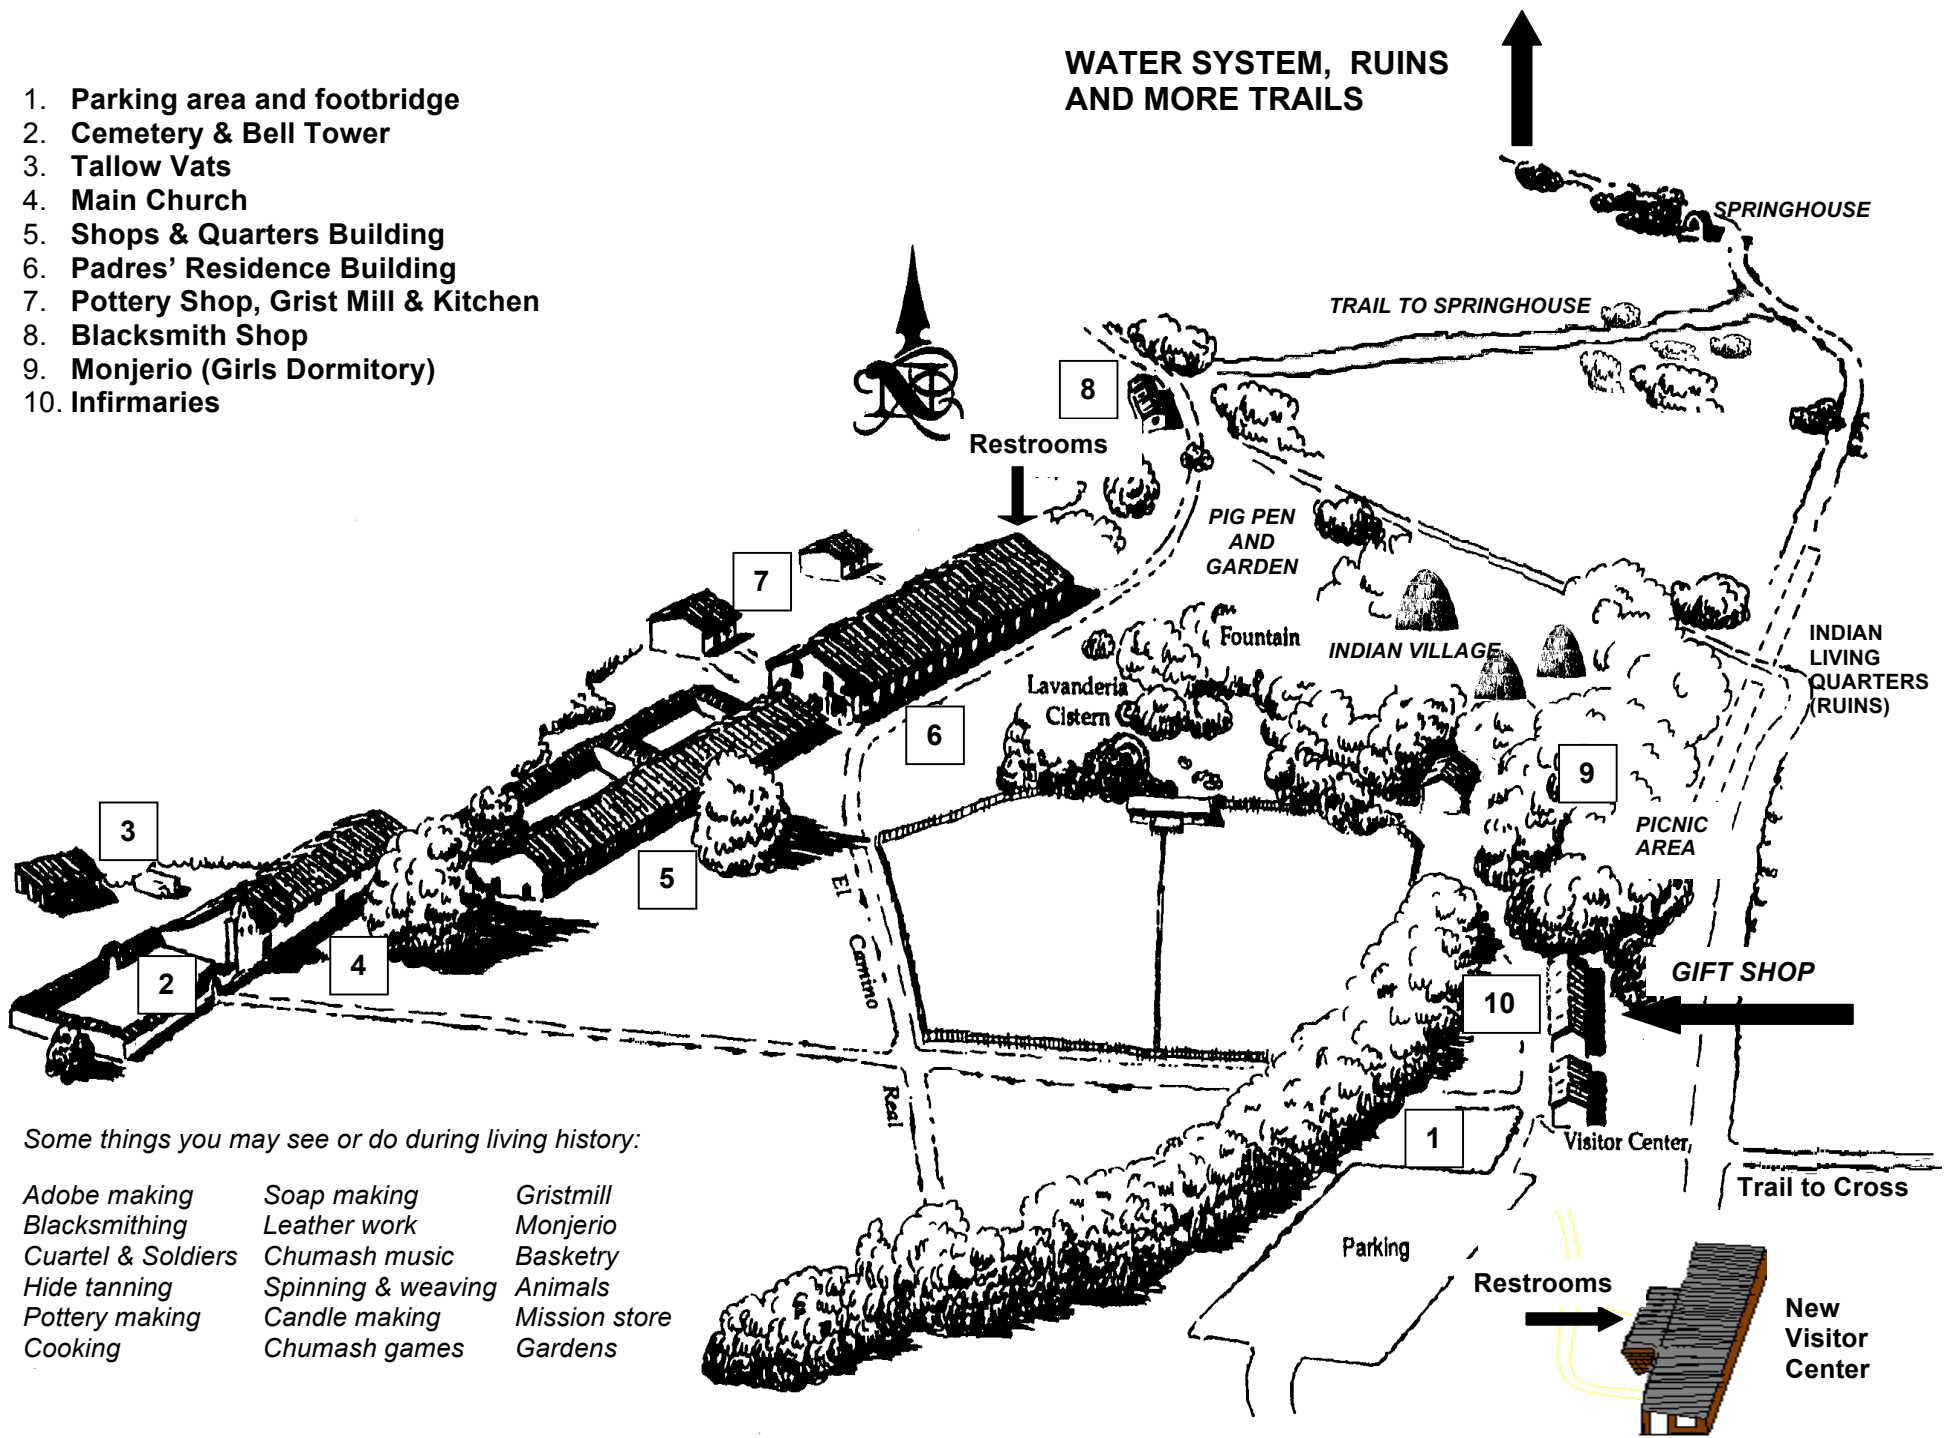 WATER SYSTEM, RUINS
AND MORE TRAILS
1. Parking area and footbridge
2. Cemetery & Bell Tower
3. Tallow Vats
4. Main Church
5. Shops & Quarters Building
6. Padres' Residence Building
7. Pottery Shop, Grist Mill & Kitchen
8. Blacksmith Shop
9. Monjerio (Girls Dormitory)
10. Infirmaries
SPRINGHOUSE
TRAIL TO SPRINGHOUSE
8
Restrooms
PIG PEN
AND
GARDEN
7
Fountain
INDIAN VILLAGE
INDIAN
LIVING
QUARTERS
(RUINS)
Lavanderia
Cistern
6
9
3
PICNIC
AREA
5
El
Camino
Real
4
2
GIFT SHOP
10
1
Visitor Center
Trail to Cross
Parking
Restrooms
New
Visitor
Center
Some things you may see or do during living history:
Adobe making Soap making Gristmill
Blacksmithing Leather work Monjerio
Cuartel & Soldiers Chumash music Basketry
Hide tanning Spinning & weaving Animals
Pottery making Candle making Mission store
Cooking Chumash games Gardens